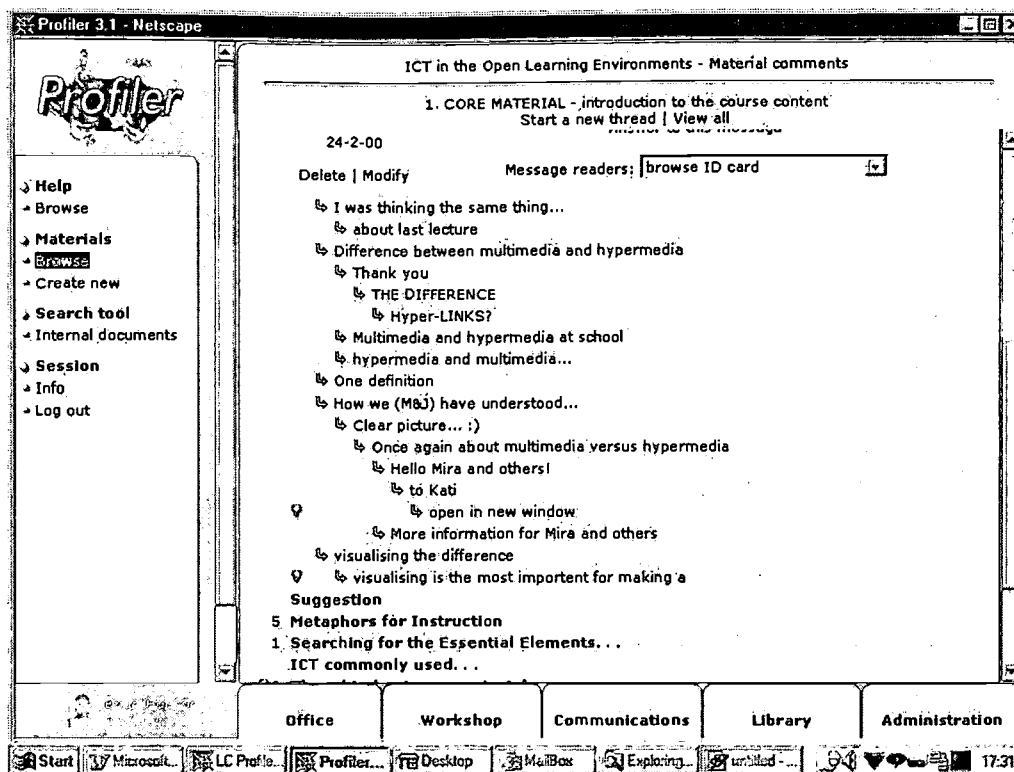 Profiler 3.1 - Netscape
Profiler
Help
Browse
Materials
Browse
Create new
Search tool
Internal documents
Session
Info
Log out
ICT in the Open Learning Environments - Material comments
1. CORE MATERIAL - introduction to the course content
Start a new thread | View all
Answer to this message
24-2-00
Delete | Modify
Message readers: browse ID card
I was thinking the same thing...
about last lecture
Difference between multimedia and hypermedia
Thank you
THE DIFFERENCE
Hyper-LINKS?
Multimedia and hypermedia at school
hypermedia and multimedia...
One definition
How we (M&J) have understood...
Clear picture... :)
Once again about multimedia versus hypermedia
Hello Mira and others!
to Kati
open in new window
More information for Mira and others
visualising the difference
visualising is the most importent for making a
Suggestion
5 Metaphors for Instruction
1 Searching for the Essential Elements. . .
ICT commonly used. . .
Office
Workshop
Communications
Library
Administration
Start
Microsoft...
LC Profile...
Profiler...
Desktop
MailBox
Exploring...
untitled - ...
17:31